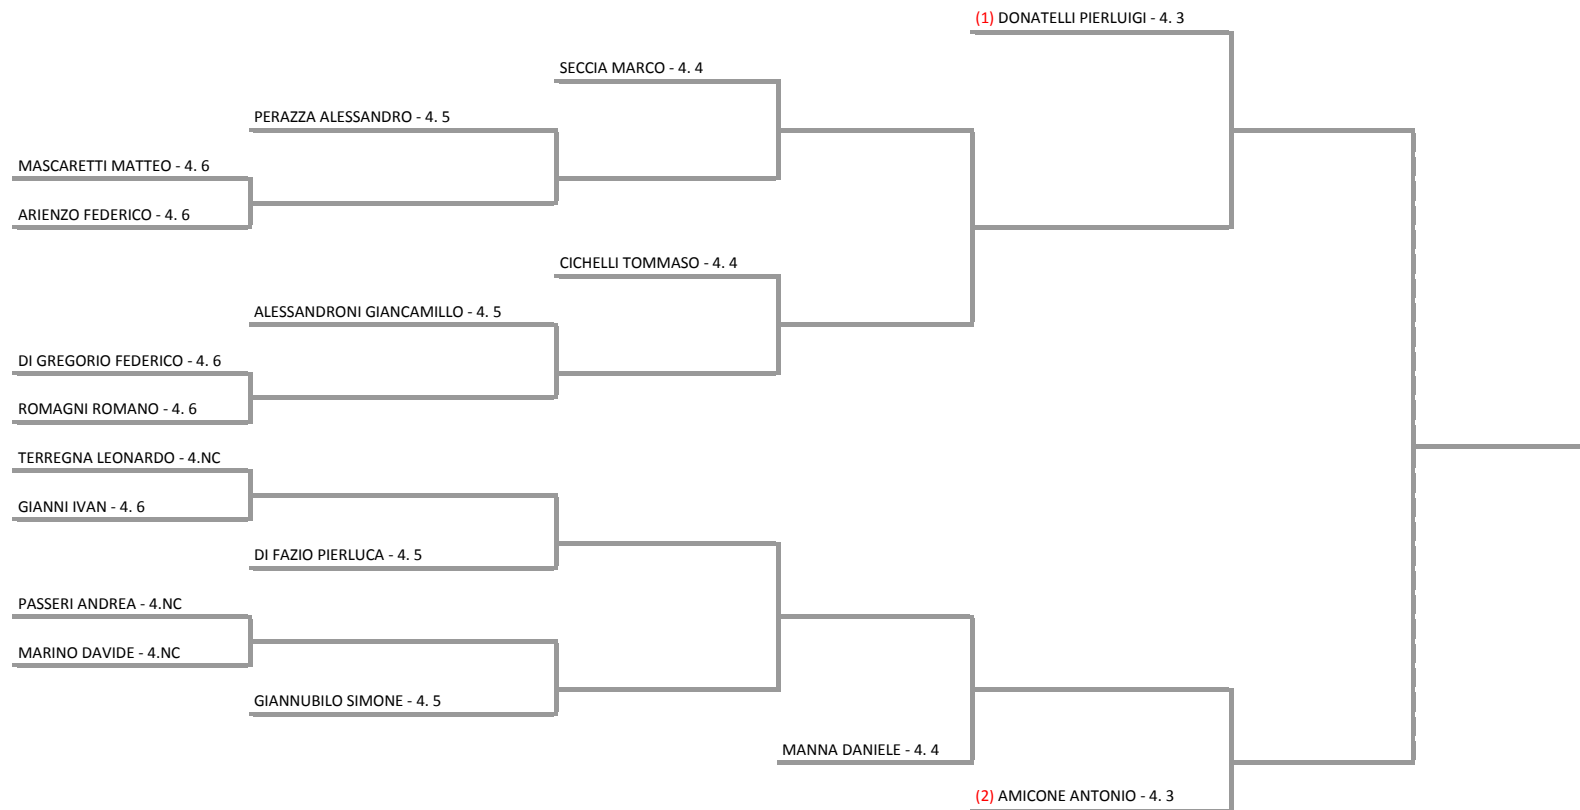 (1) DONATELLI PIERLUIGI - 4. 3
SECCIA MARCO - 4. 4
PERAZZA ALESSANDRO - 4. 5
MASCARETTI MATTEO - 4. 6
ARIENZO FEDERICO - 4. 6
CICHELLI TOMMASO - 4. 4
ALESSANDRONI GIANCAMILLO - 4. 5
DI GREGORIO FEDERICO - 4. 6
ROMAGNI ROMANO - 4. 6
TERREGNA LEONARDO - 4.NC
GIANNI IVAN - 4. 6
DI FAZIO PIERLUCA - 4. 5
PASSERI ANDREA - 4.NC
MARINO DAVIDE - 4.NC
GIANNUBILO SIMONE - 4. 5
MANNA DANIELE - 4. 4
(2) AMICONE ANTONIO - 4. 3